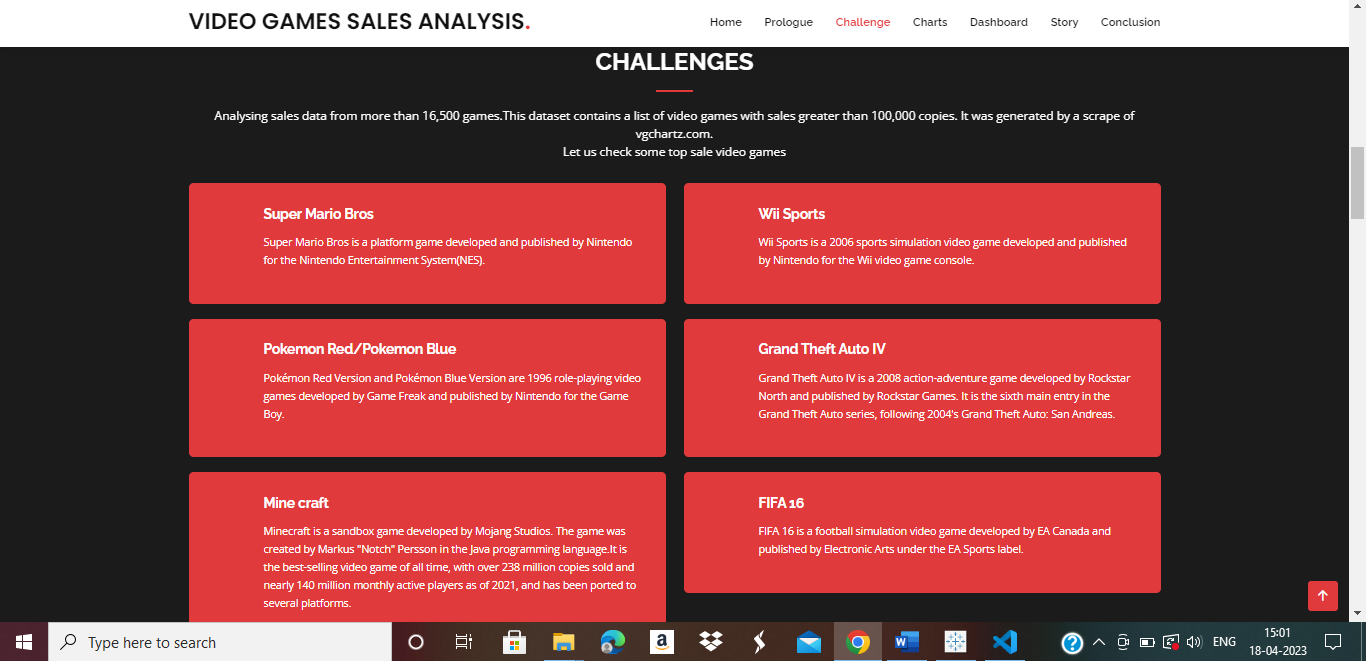 VIDEO GAMES SALES ANALYSIS.
Home Prologue Challenge Charts Dashboard Story Conclusion
CHALLENGES
Analysing sales data from more than 16,500 games.This dataset contains a list of video games with sales greater than 100,000 copies. It was generated by a scrape of
vgchartz.com.
Let us check some top sale video games
Super Mario Bros
Super Mario Bros is a platform game developed and published by Nintendo
for the Nintendo Entertainment System(NES).
Wii Sports
Wii Sports is a 2006 sports simulation video game developed and published
by Nintendo for the Wii video game console.
Pokemon Red/Pokemon Blue
Pokémon Red Version and Pokémon Blue Version are 1996 role-playing video
games developed by Game Freak and published by Nintendo for the Game
Boy.
Grand Theft Auto IV
Grand Theft Auto IV is a 2008 action-adventure game developed by Rockstar
North and published by Rockstar Games. It is the sixth main entry in the
Grand Theft Auto series, following 2004's Grand Theft Auto: San Andreas.
Mine craft
Minecraft is a sandbox game developed by Mojang Studios. The game was
created by Markus "Notch" Persson in the Java programming language.It is
the best-selling video game of all time, with over 238 million copies sold and
nearly 140 million monthly active players as of 2021, and has been ported to
several platforms.
FIFA 16
FIFA 16 is a football simulation video game developed by EA Canada and
published by Electronic Arts under the EA Sports label.
Type here to search
ENG
15:01
18-04-2023